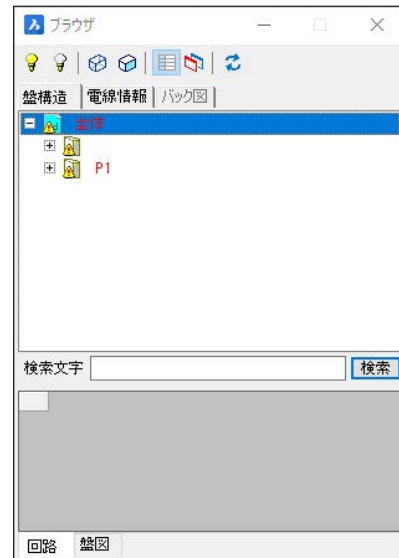 ブラウザ
盤構造 電線情報 バック図
全体
P1
検索文字 検索
回路 盤図